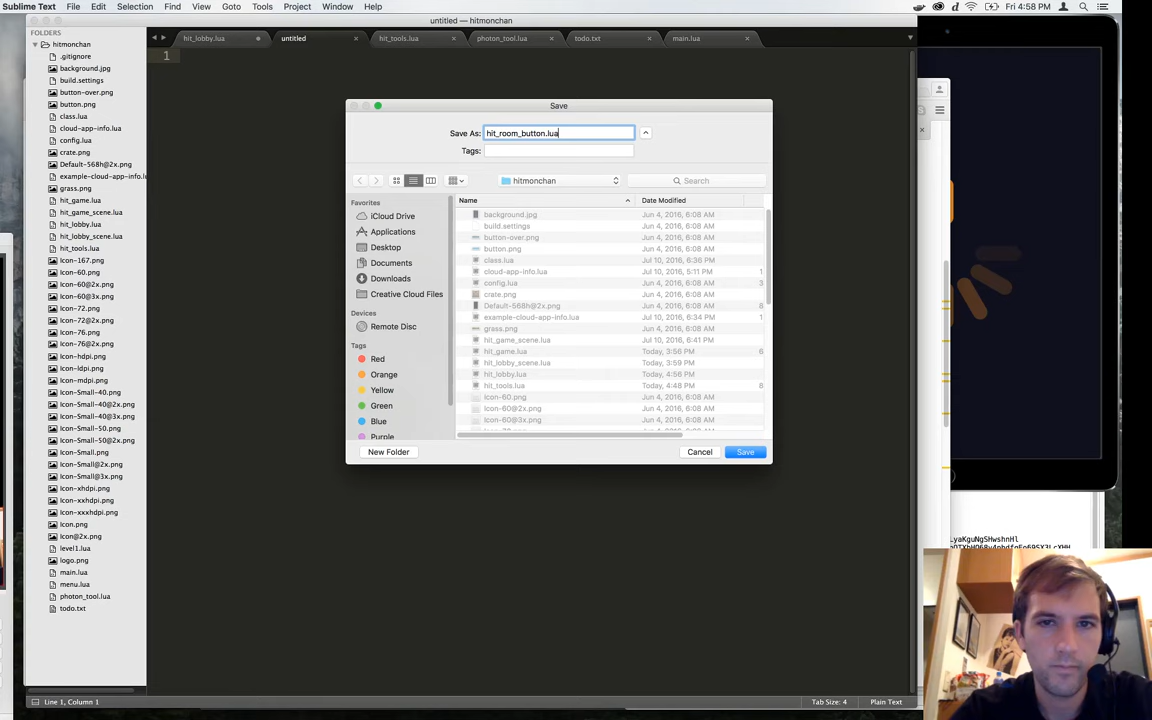 Sublime Text File Edit Selection Find View Goto Tools Project Window Help Fri 4:58 PM
untitled — hitmonchan
FOLDERS
hitmonchan
.gitignore
background.jpg
build.settings
button-over.png
button.png
class.lua
cloud-app-info.lua
config.lua
crate.png
Default-568h@2x.png
example-cloud-app-info.lu
grass.png
hit_game.lua
hit_game_scene.lua
hit_lobby.lua
hit_lobby_scene.lua
hit_tools.lua
Icon-167.png
Icon-60.png
Icon-60@2x.png
Icon-60@3x.png
Icon-72.png
Icon-72@2x.png
Icon-76.png
Icon-76@2x.png
Icon-hdpi.png
Icon-ldpi.png
Icon-mdpi.png
Icon-Small-40.png
Icon-Small-40@2x.png
Icon-Small-40@3x.png
Icon-Small-50.png
Icon-Small-50@2x.png
Icon-Small.png
Icon-Small@2x.png
Icon-Small@3x.png
Icon-xhdpi.png
Icon-xxhdpi.png
Icon-xxxhdpi.png
Icon.png
Icon@2x.png
level1.lua
logo.png
main.lua
menu.lua
photon_tool.lua
todo.txt
hit_lobby.lua untitled hit_tools.lua photon_tool.lua todo.txt main.lua
1
Save
Save As: hit_room_button.lua
Tags:
hitmonchan
Search
Favorites
iCloud Drive
Applications
Desktop
Documents
Downloads
Creative Cloud Files
Devices
Remote Disc
Tags
Red
Orange
Yellow
Green
Blue
Purple
Name Date Modified
background.jpg Jun 4, 2016, 6:08 AM
build.settings Jun 4, 2016, 6:08 AM
button-over.png Jun 4, 2016, 6:08 AM
button.png Jun 4, 2016, 6:08 AM
class.lua Jul 10, 2016, 6:36 PM
cloud-app-info.lua Jul 10, 2016, 5:11 PM 1
config.lua Jun 4, 2016, 6:08 AM 3
crate.png Jun 4, 2016, 6:08 AM
Default-568h@2x.png Jun 4, 2016, 6:08 AM 8
example-cloud-app-info.lua Jul 10, 2016, 6:34 PM 1
grass.png Jun 4, 2016, 6:08 AM
hit_game_scene.lua Jul 10, 2016, 6:41 PM
hit_game.lua Today, 3:56 PM 6
hit_lobby_scene.lua Today, 3:59 PM
hit_lobby.lua Today, 4:56 PM
hit_tools.lua Today, 4:48 PM 8
Icon-60.png Jun 4, 2016, 6:08 AM
Icon-60@2x.png Jun 4, 2016, 6:08 AM
Icon-60@3x.png Jun 4, 2016, 6:08 AM
New Folder Cancel Save
Line 1, Column 1 Tab Size: 4 Plain Text